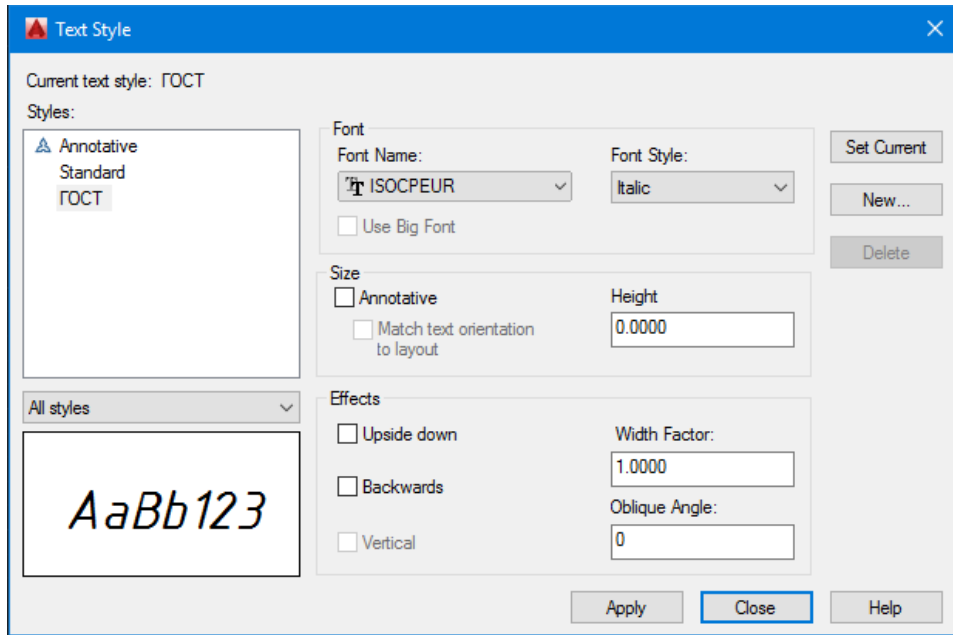 Text Style
Current text style: ГОСТ
Styles:
Annotative
Standard
ГОСТ
All styles
AaBb123
Font
Font Name:
ISOCPEUR
Use Big Font
Font Style:
Italic
Size
Annotative
Match text orientation
to layout
Height
0.0000
Effects
Upside down
Backwards
Vertical
Width Factor:
1.0000
Oblique Angle:
0
Set Current
New...
Delete
Apply
Close
Help